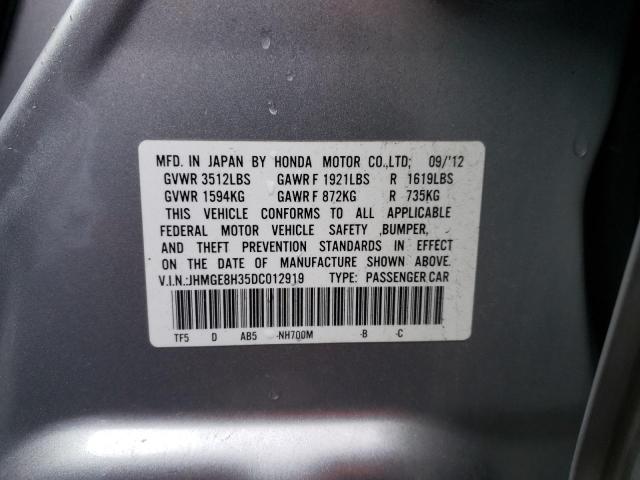 MFD. IN JAPAN BY HONDA MOTOR CO.,LTD; 09/'12
GVWR 3512LBS GAWR F 1921LBS R 1619LBS
GVWR 1594KG GAWR F 872KG R 735KG
THIS VEHICLE CONFORMS TO ALL APPLICABLE
FEDERAL MOTOR VEHICLE SAFETY ,BUMPER,
AND THEFT PREVENTION STANDARDS IN EFFECT
ON THE DATE OF MANUFACTURE SHOWN ABOVE.
V.I.N.:JHMGE8H35DC012919 TYPE: PASSENGER CAR
TF5 D AB5 -NH700M -B -C